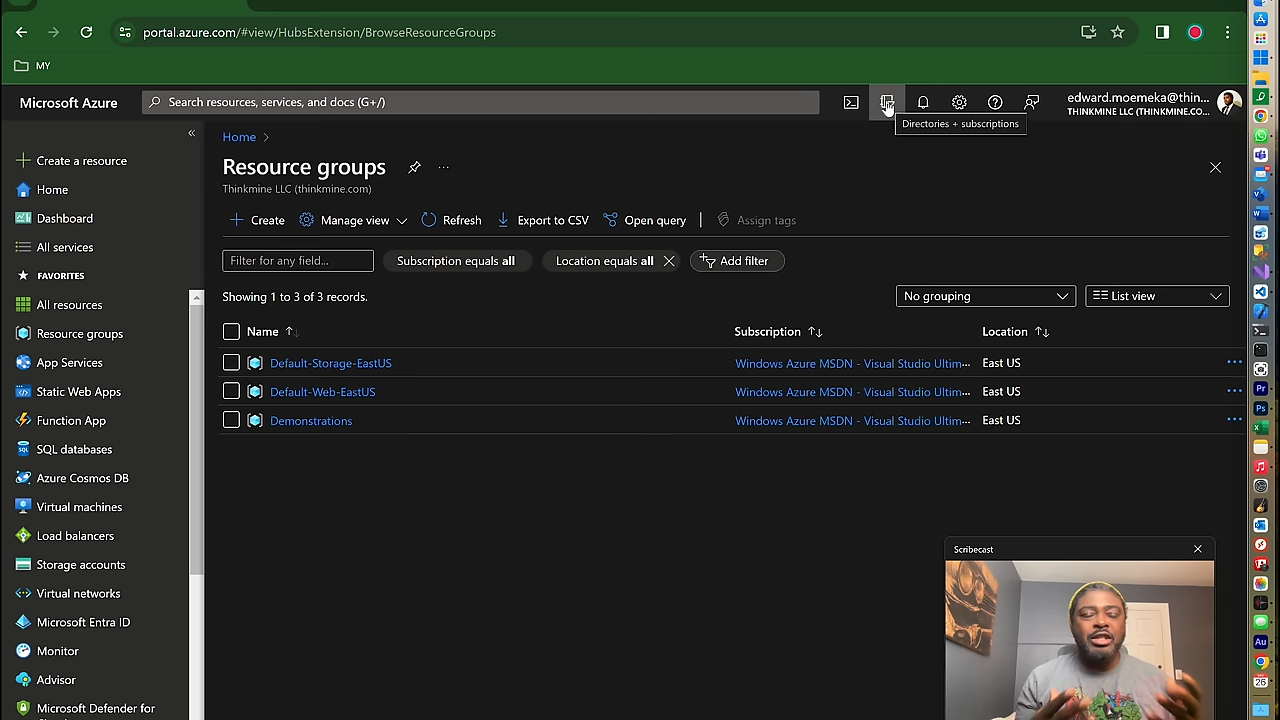 portal.azure.com/#view/HubsExtension/BrowseResourceGroups
MY
Microsoft Azure
Search resources, services, and docs (G+/)
edward.moemeka@thin...
THINKMINE LLC (THINKMINE.CO...
Directories + subscriptions
«
Home >
Resource groups
...
Thinkmine LLC (thinkmine.com)
Create a resource
Home
Dashboard
All services
FAVORITES
All resources
Resource groups
App Services
Static Web Apps
Function App
SQL databases
Azure Cosmos DB
Virtual machines
Load balancers
Storage accounts
Virtual networks
Microsoft Entra ID
Monitor
Advisor
Microsoft Defender for
Create
Manage view
Refresh
Export to CSV
Open query
Assign tags
Filter for any field...
Subscription equals all
Location equals all
Add filter
Showing 1 to 3 of 3 records.
No grouping
List view
Name
Subscription
Location
Default-Storage-EastUS
Windows Azure MSDN - Visual Studio Ultim...
East US
Default-Web-EastUS
Windows Azure MSDN - Visual Studio Ultim...
East US
Demonstrations
Windows Azure MSDN - Visual Studio Ultim...
East US
Scribecast